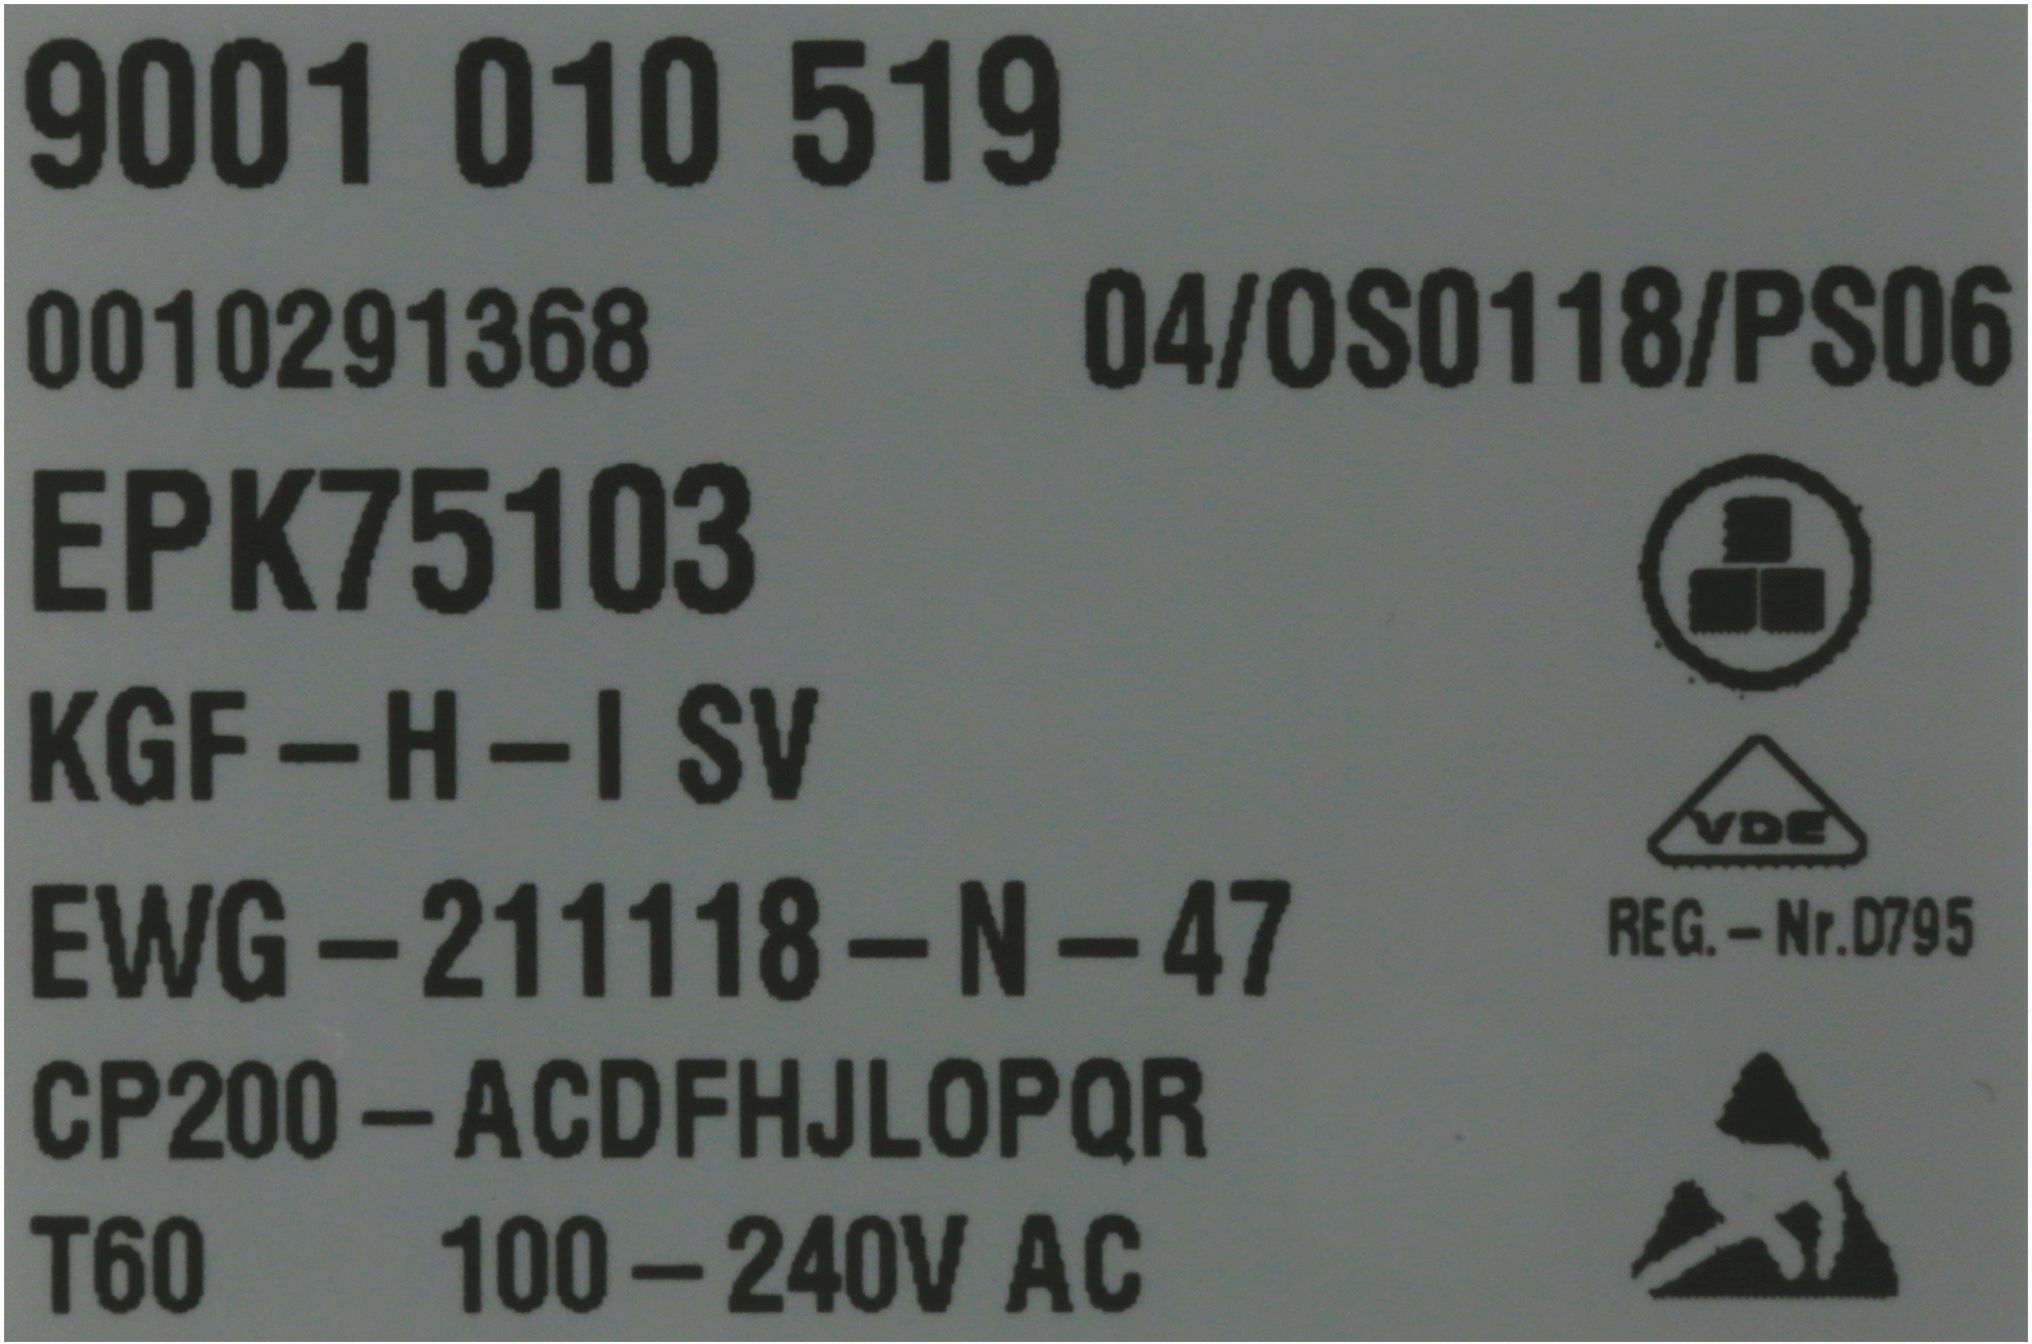 9001 010 519
0010291368 04/OS0118/PS06
EPK75103
KGF-H-I SV
VDE
EWG-211118-N-47
REG.-Nr.D795
CP200-ACDFHJLOPQR
T60 100-240V AC